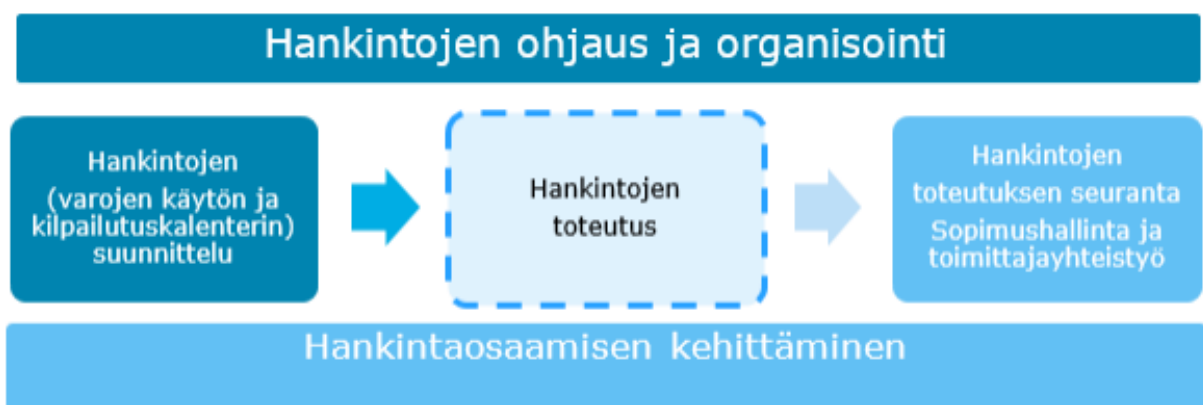 Hankintojen ohjaus ja organisointi
Hankintojen
(varojen käytön ja
kilpailutuskalenterin)
suunnittelu
Hankintojen
toteutus
Hankintojen
toteutuksen seuranta
Sopimushallinta ja
toimittajayhteistyö
Hankintaosaamisen kehittäminen